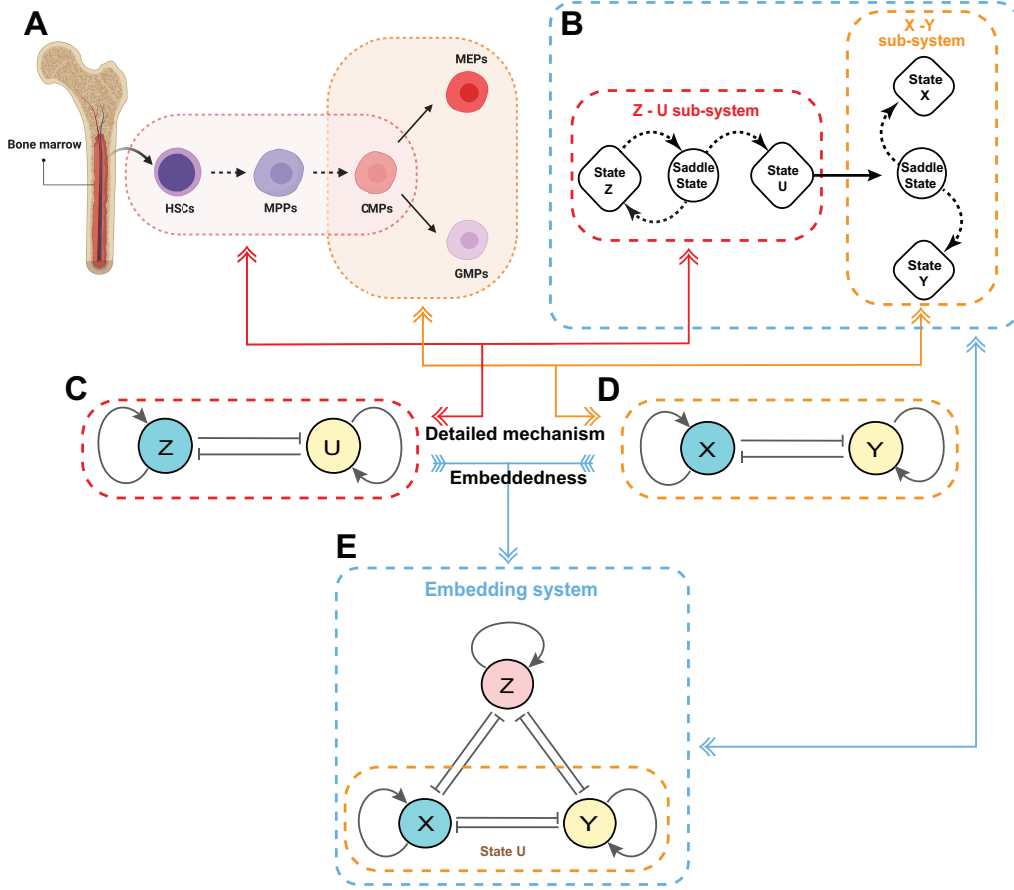 A
Bone marrow
HSCs
MPPs
CMPs
MEPs
GMPs
B
X -Y
sub-system
Z - U sub-system
State
Z
Saddle
State
State
U
State
X
Saddle
State
State
Y
C
Z
U
Detailed mechanism
Embeddedness
D
X
Y
E
Embedding system
Z
X
Y
State U